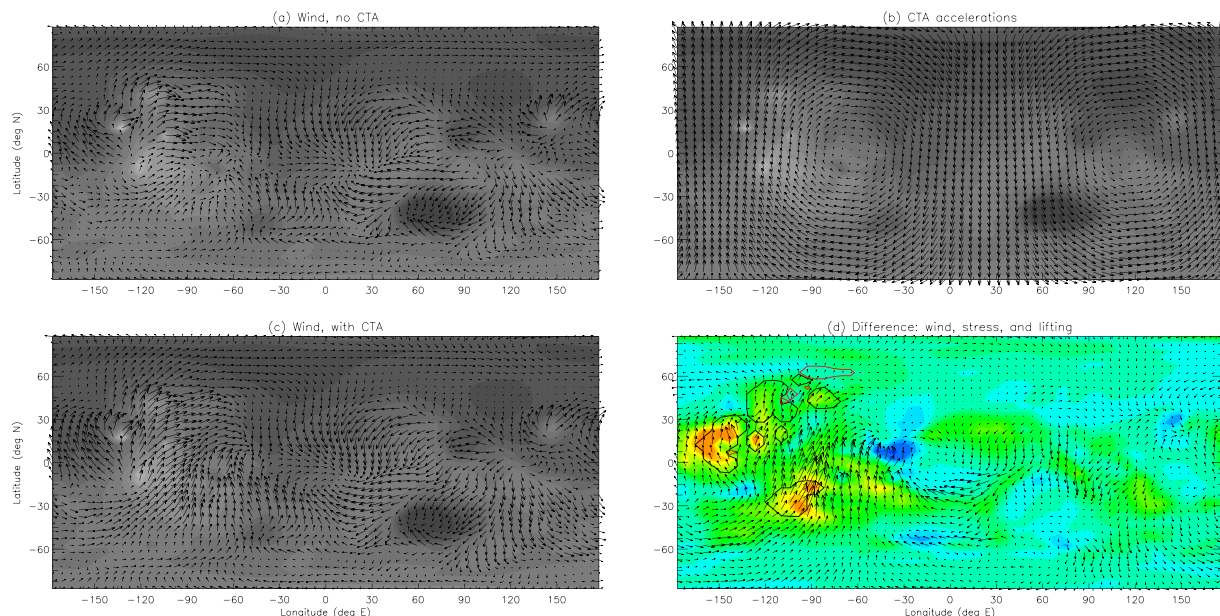 (a) Wind, no CTA
(b) CTA accelerations
60
30
0
−30
−60
Latitude (deg N)
−150 −120 −90 −60 −30 0 30 60 90 120 150
60
30
0
−30
−60
−150 −120 −90 −60 −30 0 30 60 90 120 150
(c) Wind, with CTA
(d) Difference: wind, stress, and lifting
60
30
0
−30
−60
Latitude (deg N)
−150 −120 −90 −60 −30 0 30 60 90 120 150
Longitude (deg E)
60
30
0
−30
−60
−150 −120 −90 −60 −30 0 30 60 90 120 150
Longitude (deg E)